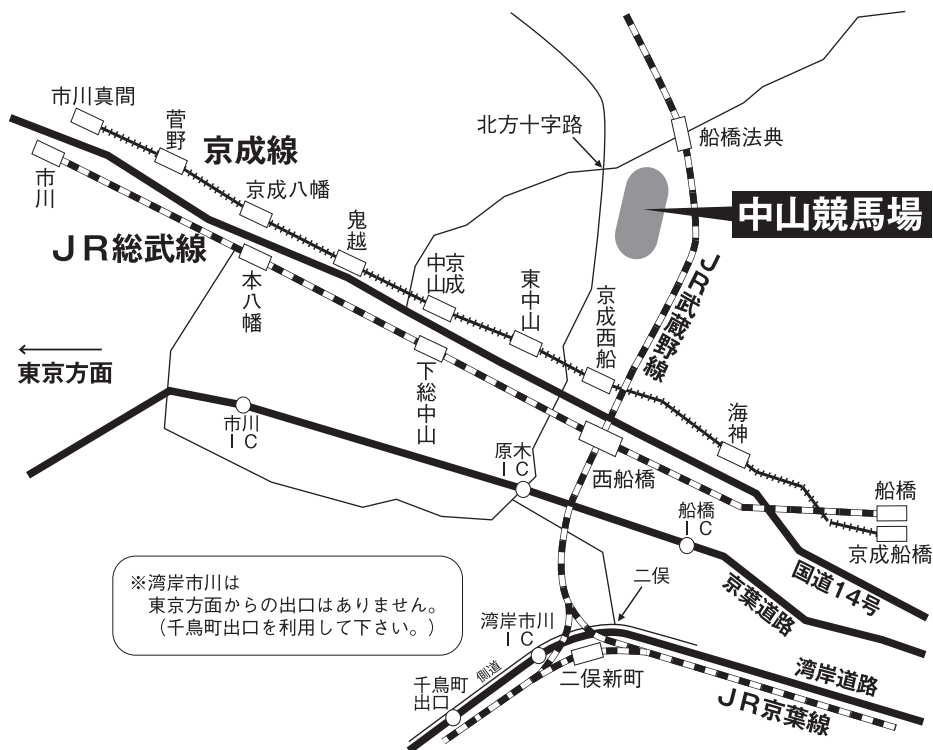 市川真間
菅野
京成線
京成八幡
北方十字路
船橋法典
市川
鬼越
中山競馬場
JR総武線
京成中山
本八幡
東中山
京成西船
JR武蔵野線
東京方面
下総中山
海神
市川IC
原木IC
西船橋
船橋
船橋IC
京成船橋
国道14号
京葉道路
※湾岸市川は
東京方面からの出口はありません。
（千鳥町出口を利用して下さい。）
二俣
湾岸市川IC
側道
二俣新町
湾岸道路
千鳥町
出口
JR京葉線